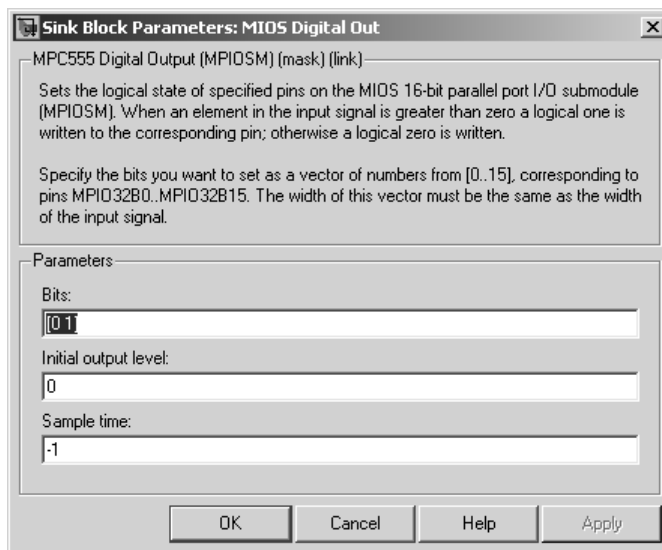 Sink Block Parameters: MIOS Digital Out
MPC555 Digital Output (MPIOSM) (mask) (link)
Sets the logical state of specified pins on the MIOS 16-bit parallel port I/O submodule
(MPIOSM). When an element in the input signal is greater than zero a logical one is
written to the corresponding pin; otherwise a logical zero is written.
Specify the bits you want to set as a vector of numbers from [0..15], corresponding to
pins MPIO32B0..MPIO32B15. The width of this vector must be the same as the width
of the input signal.
Parameters
Bits:
[0 1]
Initial output level:
0
Sample time:
-1
OK
Cancel
Help
Apply